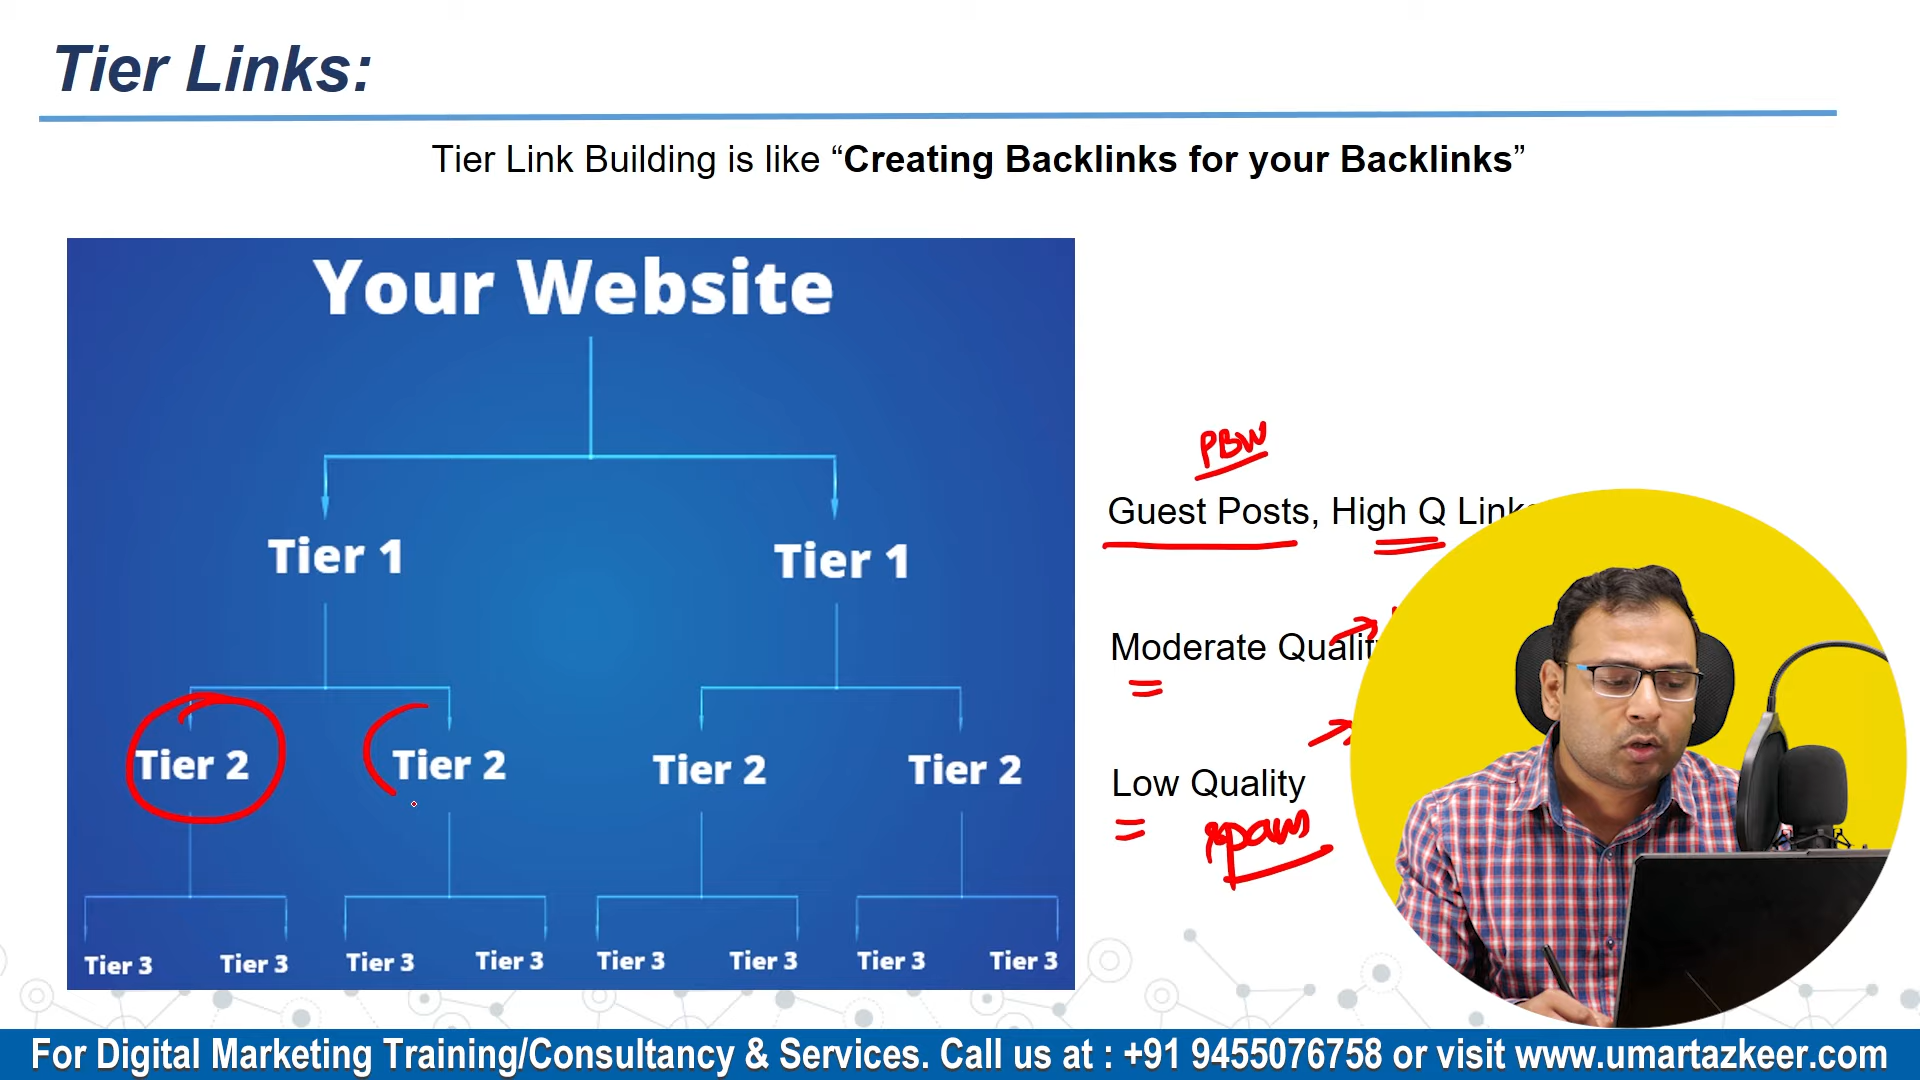 Tier Links:
Tier Link Building is like “Creating Backlinks for your Backlinks”
Your Website
Tier 1 Tier 1
Tier 2 Tier 2 Tier 2 Tier 2
Tier 3 Tier 3 Tier 3 Tier 3 Tier 3 Tier 3 Tier 3 Tier 3
PBN
Guest Posts, High Q Links
Moderate Quality
Low Quality
spam
For Digital Marketing Training/Consultancy & Services. Call us at : +91 9455076758 or visit www.umartazkeer.com